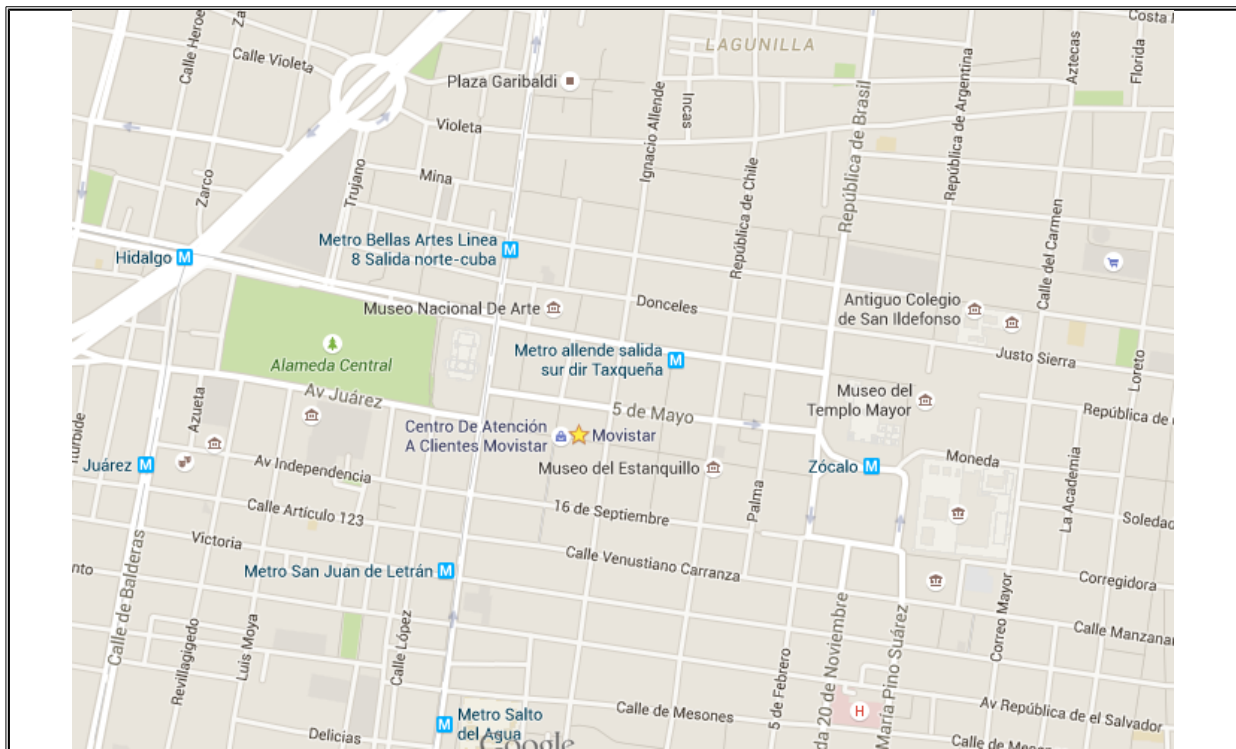 Costa
LAGUNILLA
Calle Heroe
Za
Calle Violeta
Plaza Garibaldi
Violeta
Mina
Trujano
Zarco
Ignacio Allende
Incas
República de Chile
República de Brasil
República de Argentina
Aztecas
Florida
Metro Bellas Artes Linea
8 Salida norte-cuba
Hidalgo
Calle del Carmen
Museo Nacional De Arte
Donceles
Antiguo Colegio
de San Ildefonso
Alameda Central
Metro allende salida
sur dir Taxqueña
Justo Sierra
Loreto
Av Juárez
Azueta
Iturbide
5 de Mayo
Museo del
Templo Mayor
República de
Centro De Atención
A Clientes Movistar
Movistar
Juárez
Av Independencia
Museo del Estanquillo
Zócalo
Moneda
La Academia
Calle Artículo 123
16 de Septiembre
Palma
Soledad
Victoria
Calle Venustiano Carranza
nto
Metro San Juan de Letrán
Corregidora
Calle de Balderas
Revillagigedo
Luis Moya
Calle López
5 de Febrero
da 20 de Noviembre
María Pino Suárez
Correo Mayor
Calle Manzanar
Av República de el Salvador
Calle de Mesones
H
Metro Salto
del Agua
Delicias
Google
Calle de Meso